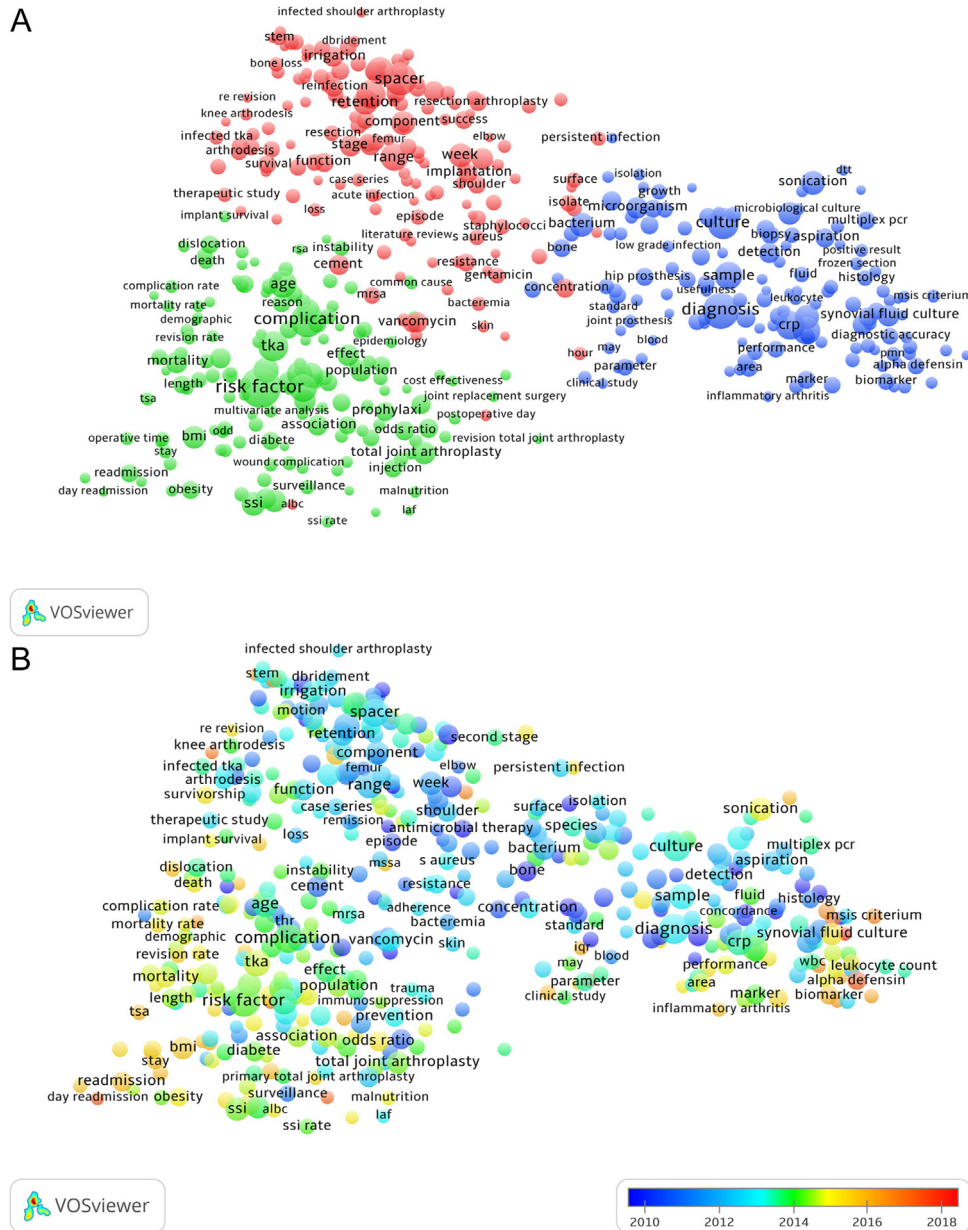 A
infected shoulder arthroplasty
stem
dbridement
irrigation
bone loss
spacer
reinfection
re revision
retention
resection arthroplasty
knee arthrodesis
component
success
infected tka
resection
femur
elbow
persistent infection
arthrodesis
stage
survival
function
range
week
implantation
case series
shoulder
acute infection
therapeutic study
implant survival
loss
episode
staphylococci
literature review
s aureus
isolation
surface
growth
isolate
microorganism
bacterium
bone
low grade infection
dtt
sonication
microbiological culture
culture
multiplex pcr
biopsy
aspiration
detection
positive result
frozen section
dislocation
rsa
instability
death
cement
resistance
gentamicin
common cause
hip prosthesis
sample
fluid
histology
usefulness
concentration
leukocyte
msis criterium
complication rate
age
mrsa
mortality rate
reason
bacteremia
standard
diagnosis
crp
synovial fluid culture
demographic
complication
vancomycin
skin
joint prosthesis
diagnostic accuracy
revision rate
epidemiology
blood
tka
hour
may
performance
pmn
mortality
effect
population
parameter
area
alpha defensin
length
risk factor
cost effectiveness
clinical study
marker
biomarker
tsa
joint replacement surgery
inflammatory arthritis
multivariate analysis
prophylaxi
postoperative day
operative time
bmi
odd
association
odds ratio
stay
diabete
revision total joint arthroplasty
total joint arthroplasty
wound complication
injection
readmission
day readmission
obesity
surveillance
malnutrition
ssi
albc
laf
ssi rate
VOSviewer
B
infected shoulder arthroplasty
stem
dbridement
irrigation
motion
spacer
re revision
retention
second stage
knee arthrodesis
component
infected tka
femur
elbow
persistent infection
arthrodesis
range
week
survivorship
function
case series
shoulder
surface
isolation
therapeutic study
remission
antimicrobial therapy
species
implant survival
loss
episode
bacterium
sonication
culture
multiplex pcr
dislocation
instability
mssa
s aureus
bone
aspiration
death
cement
resistance
detection
complication rate
age
adherence
concentration
sample
fluid
histology
mortality rate
thr
mrsa
bacteremia
standard
concordance
msis criterium
demographic
complication
vancomycin
skin
diagnosis
crp
synovial fluid culture
revision rate
iqr
blood
tka
may
performance
wbc
leukocyte count
mortality
effect
population
trauma
parameter
area
alpha defensin
length
risk factor
immunosuppression
clinical study
marker
biomarker
tsa
prevention
inflammatory arthritis
association
odds ratio
bmi
diabete
stay
total joint arthroplasty
readmission
primary total joint arthroplasty
day readmission
obesity
surveillance
malnutrition
ssi
albc
laf
ssi rate
VOSviewer
2010 2012 2014 2016 2018